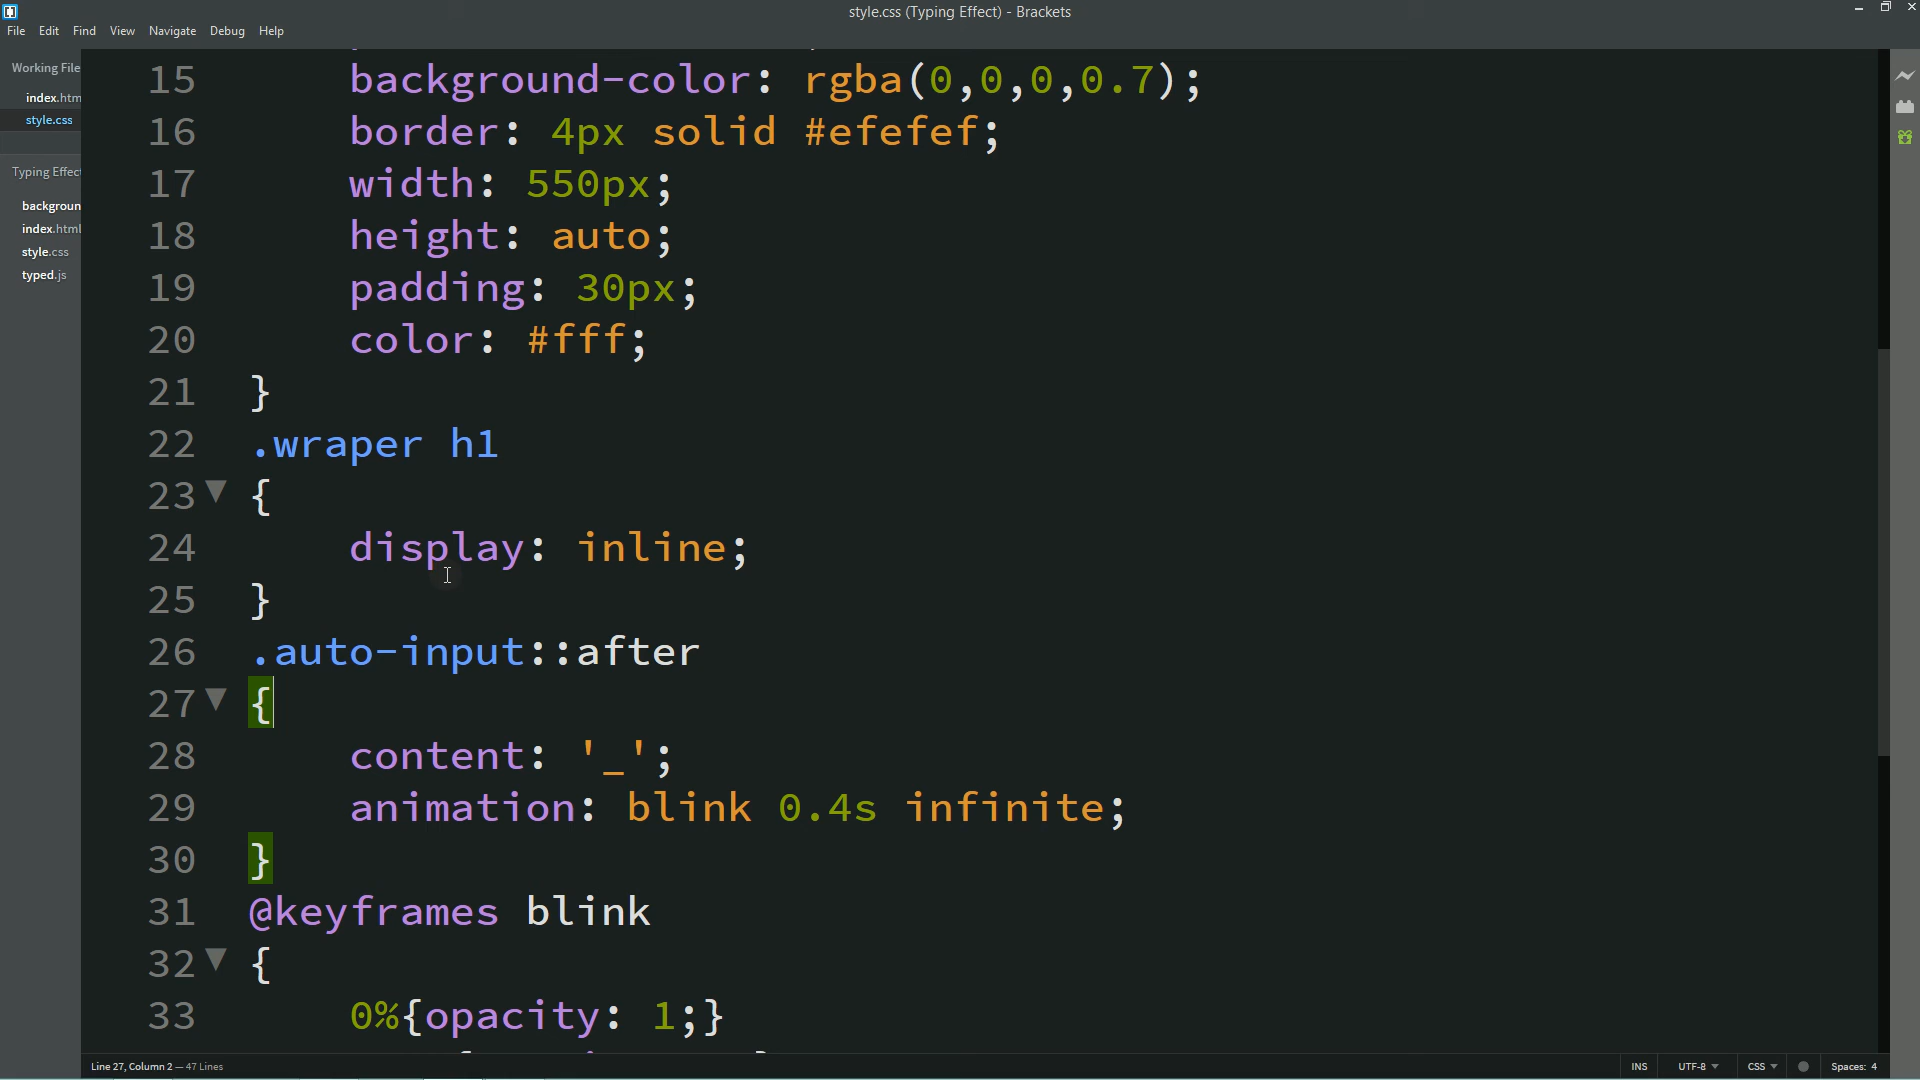 style.css (Typing Effect) - Brackets
File Edit Find View Navigate Debug Help
Working File
index.htm
style.css
Typing Effec
backgroun
index.html
style.css
typed.js
15 background-color: rgba(0,0,0,0.7);
16 border: 4px solid #efefef;
17 width: 550px;
18 height: auto;
19 padding: 30px;
20 color: #fff;
21 }
22 .wraper h1
23 {
24 display: inline;
25 }
26 .auto-input::after
27 {
28 content: '_';
29 animation: blink 0.4s infinite;
30 }
31 @keyframes blink
32 {
33 0%{opacity: 1;}
Line 27, Column 2 — 47 Lines
INS UTF-8 CSS Spaces: 4